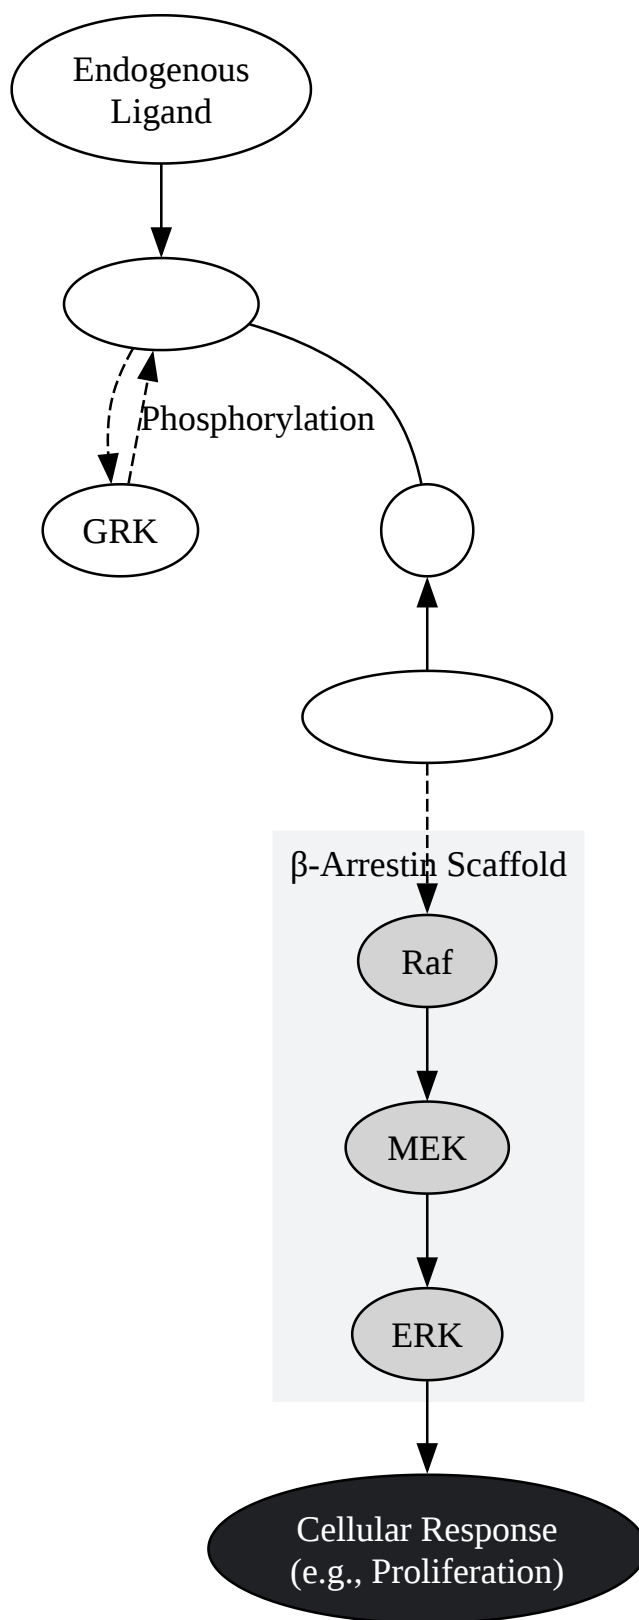 Endogenous
Ligand
Phosphorylation
GRK
β-Arrestin Scaffold
Raf
MEK
ERK
Cellular Response
(e.g., Proliferation)